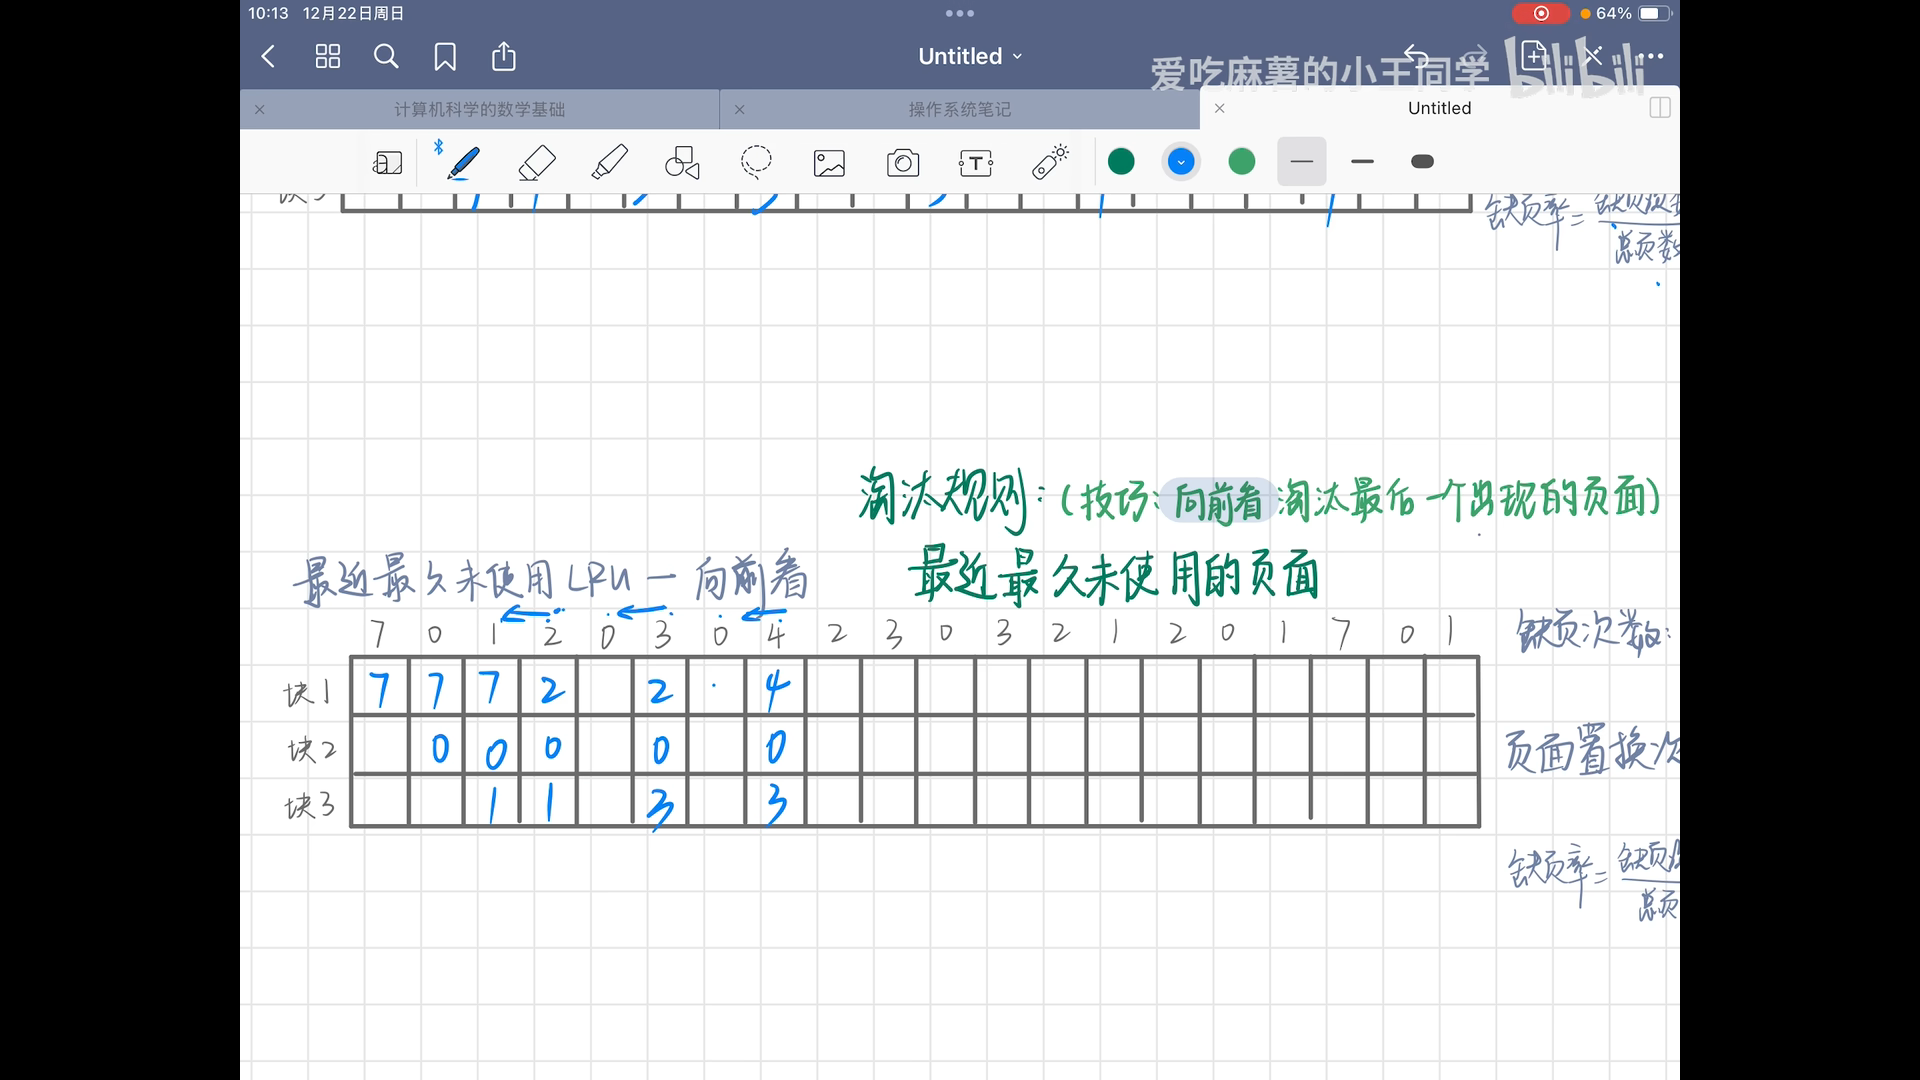 10:13 12月22日周日
64%
Untitled
爱吃麻薯的小王同学 bilibili
计算机科学的数学基础
操作系统笔记
Untitled
缺页率=
总页数
淘汰规则:(技巧:向前看 淘汰最后一个出现的页面)
最近最久未使用LRU一向前看
最近最久未使用的页面
7 0 1 2 0 3 0 4 2 3 0 3 2 1 2 0 1 7 0 1
缺页次数:
块1 7 7 7 2 2 4
块2 0 0 0 0 0
页面置换次
块3 1 1 3 3
缺页率=缺页
总页